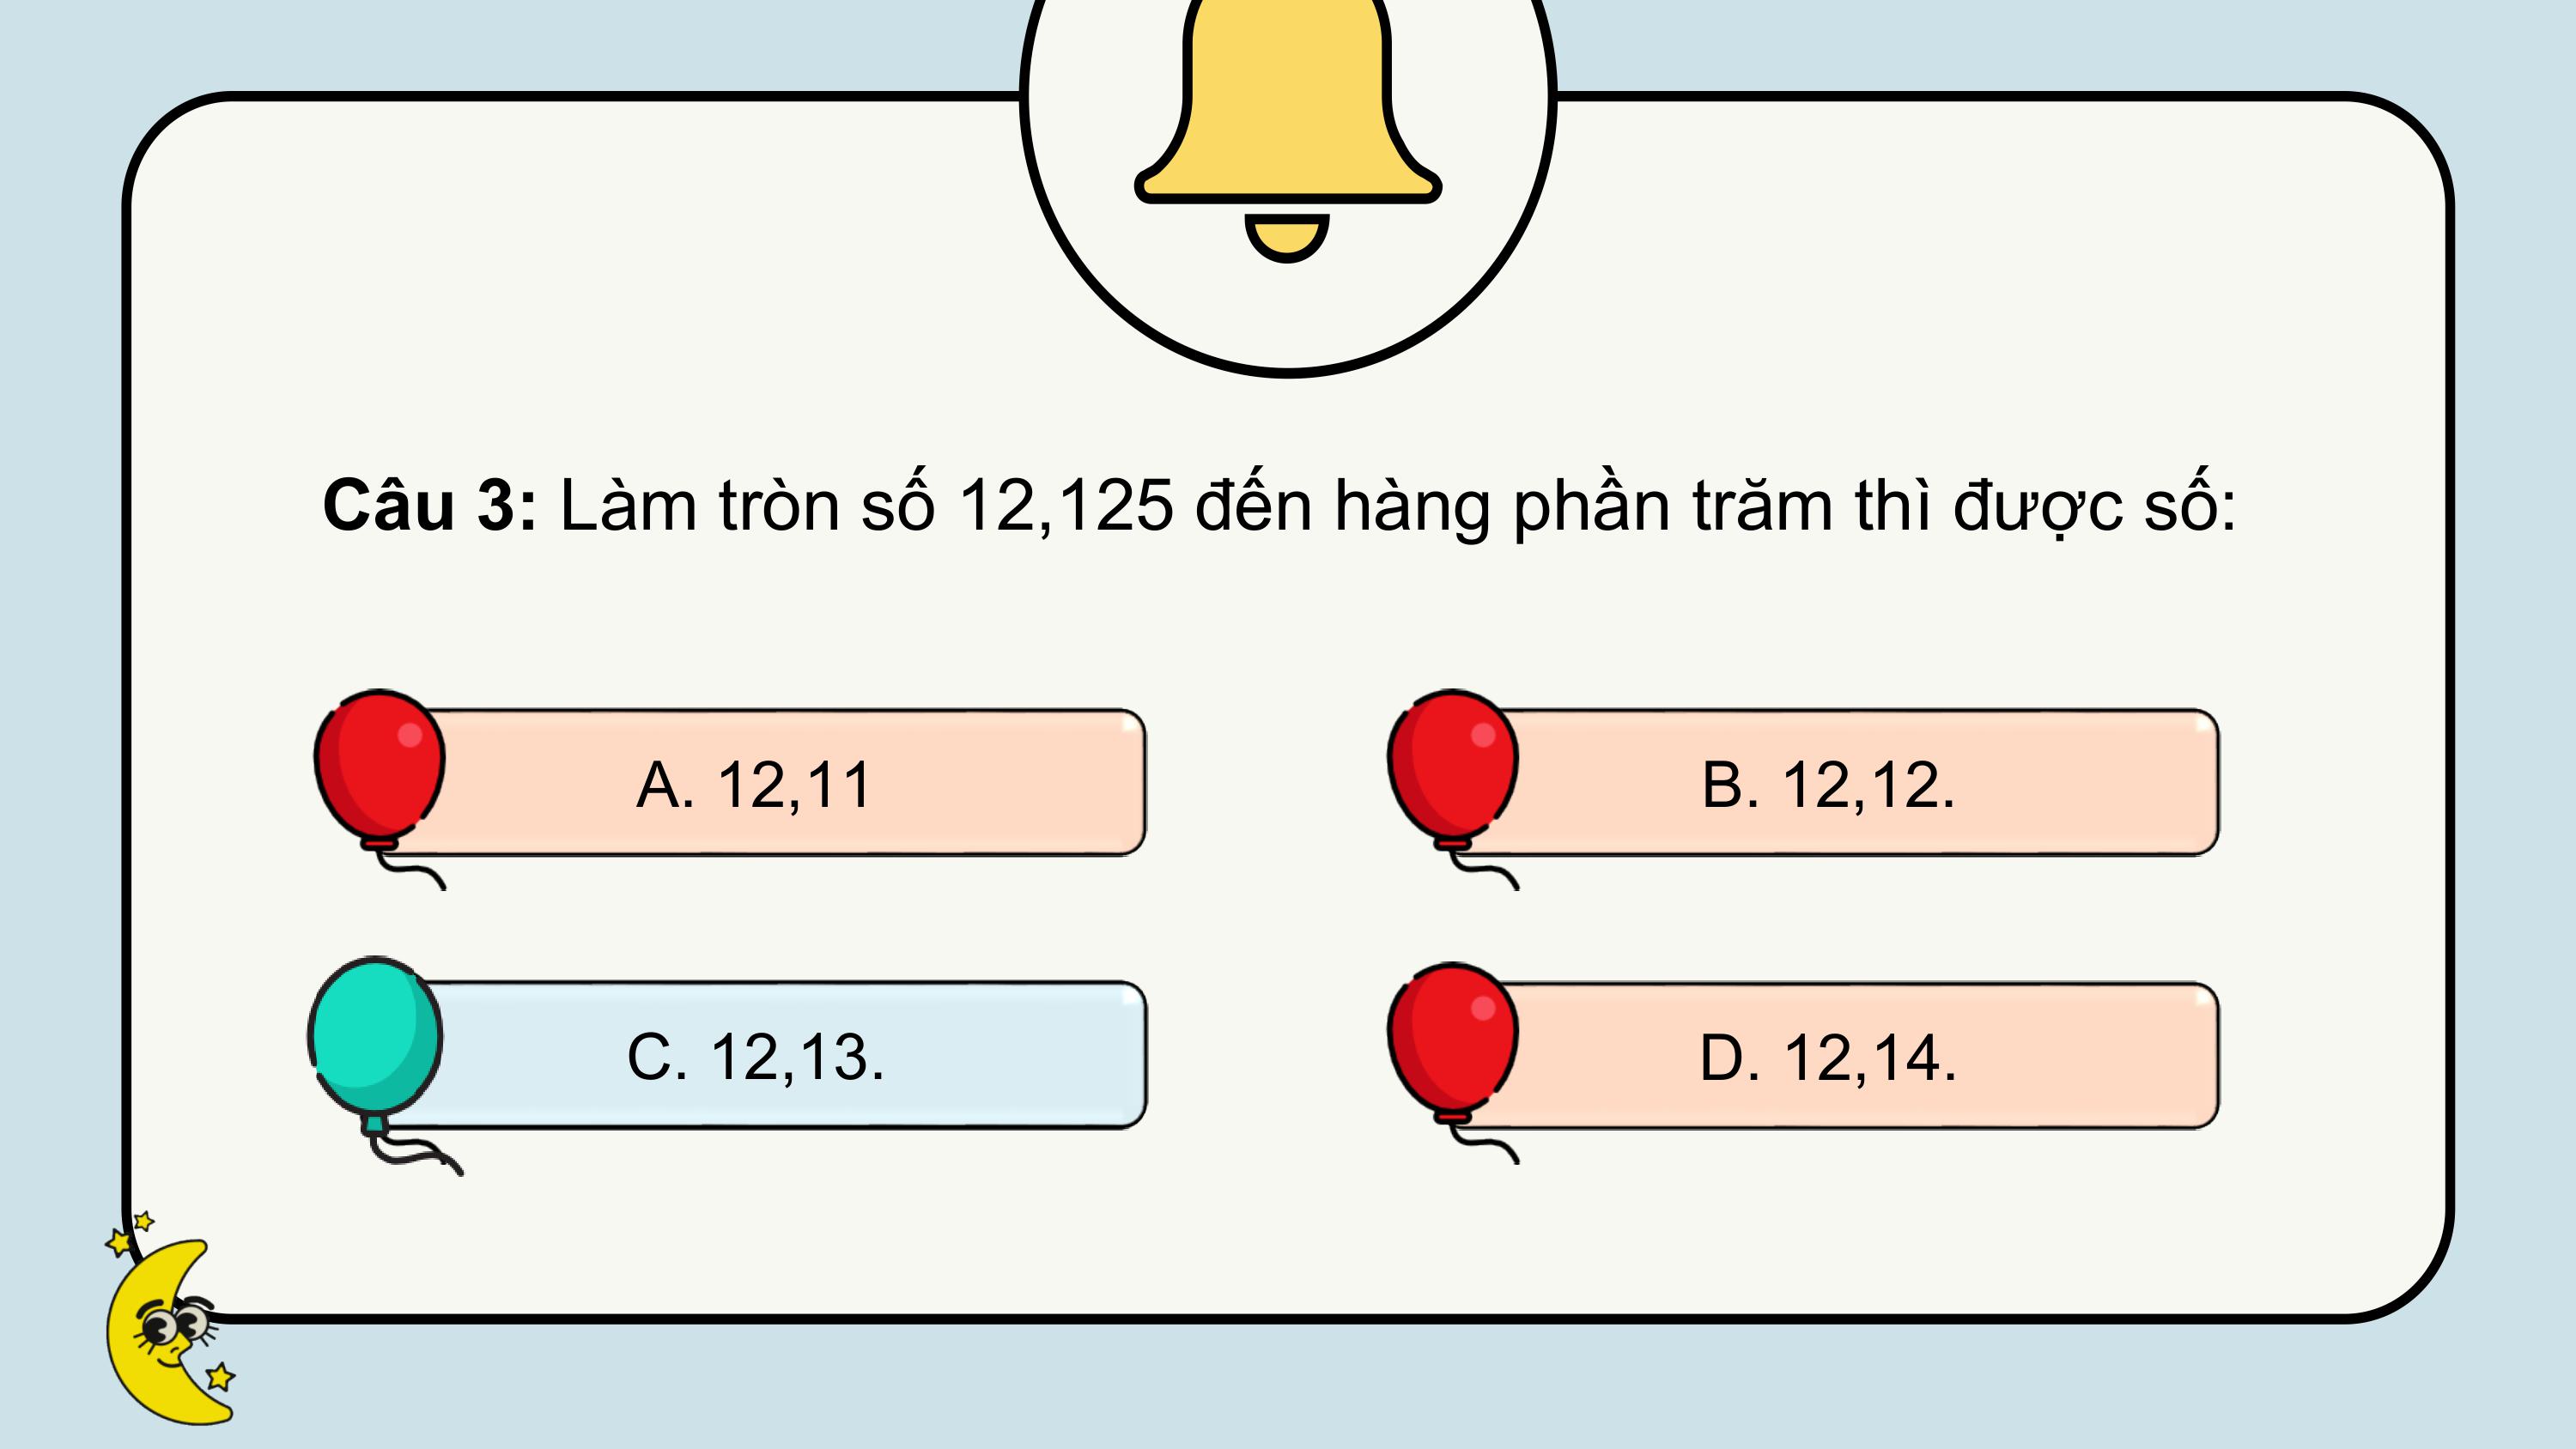 Câu 3: Làm tròn số 12,125 đến hàng phần trăm thì được số:
A. 12,11
B. 12,12.
C. 12,13.
D. 12,14.